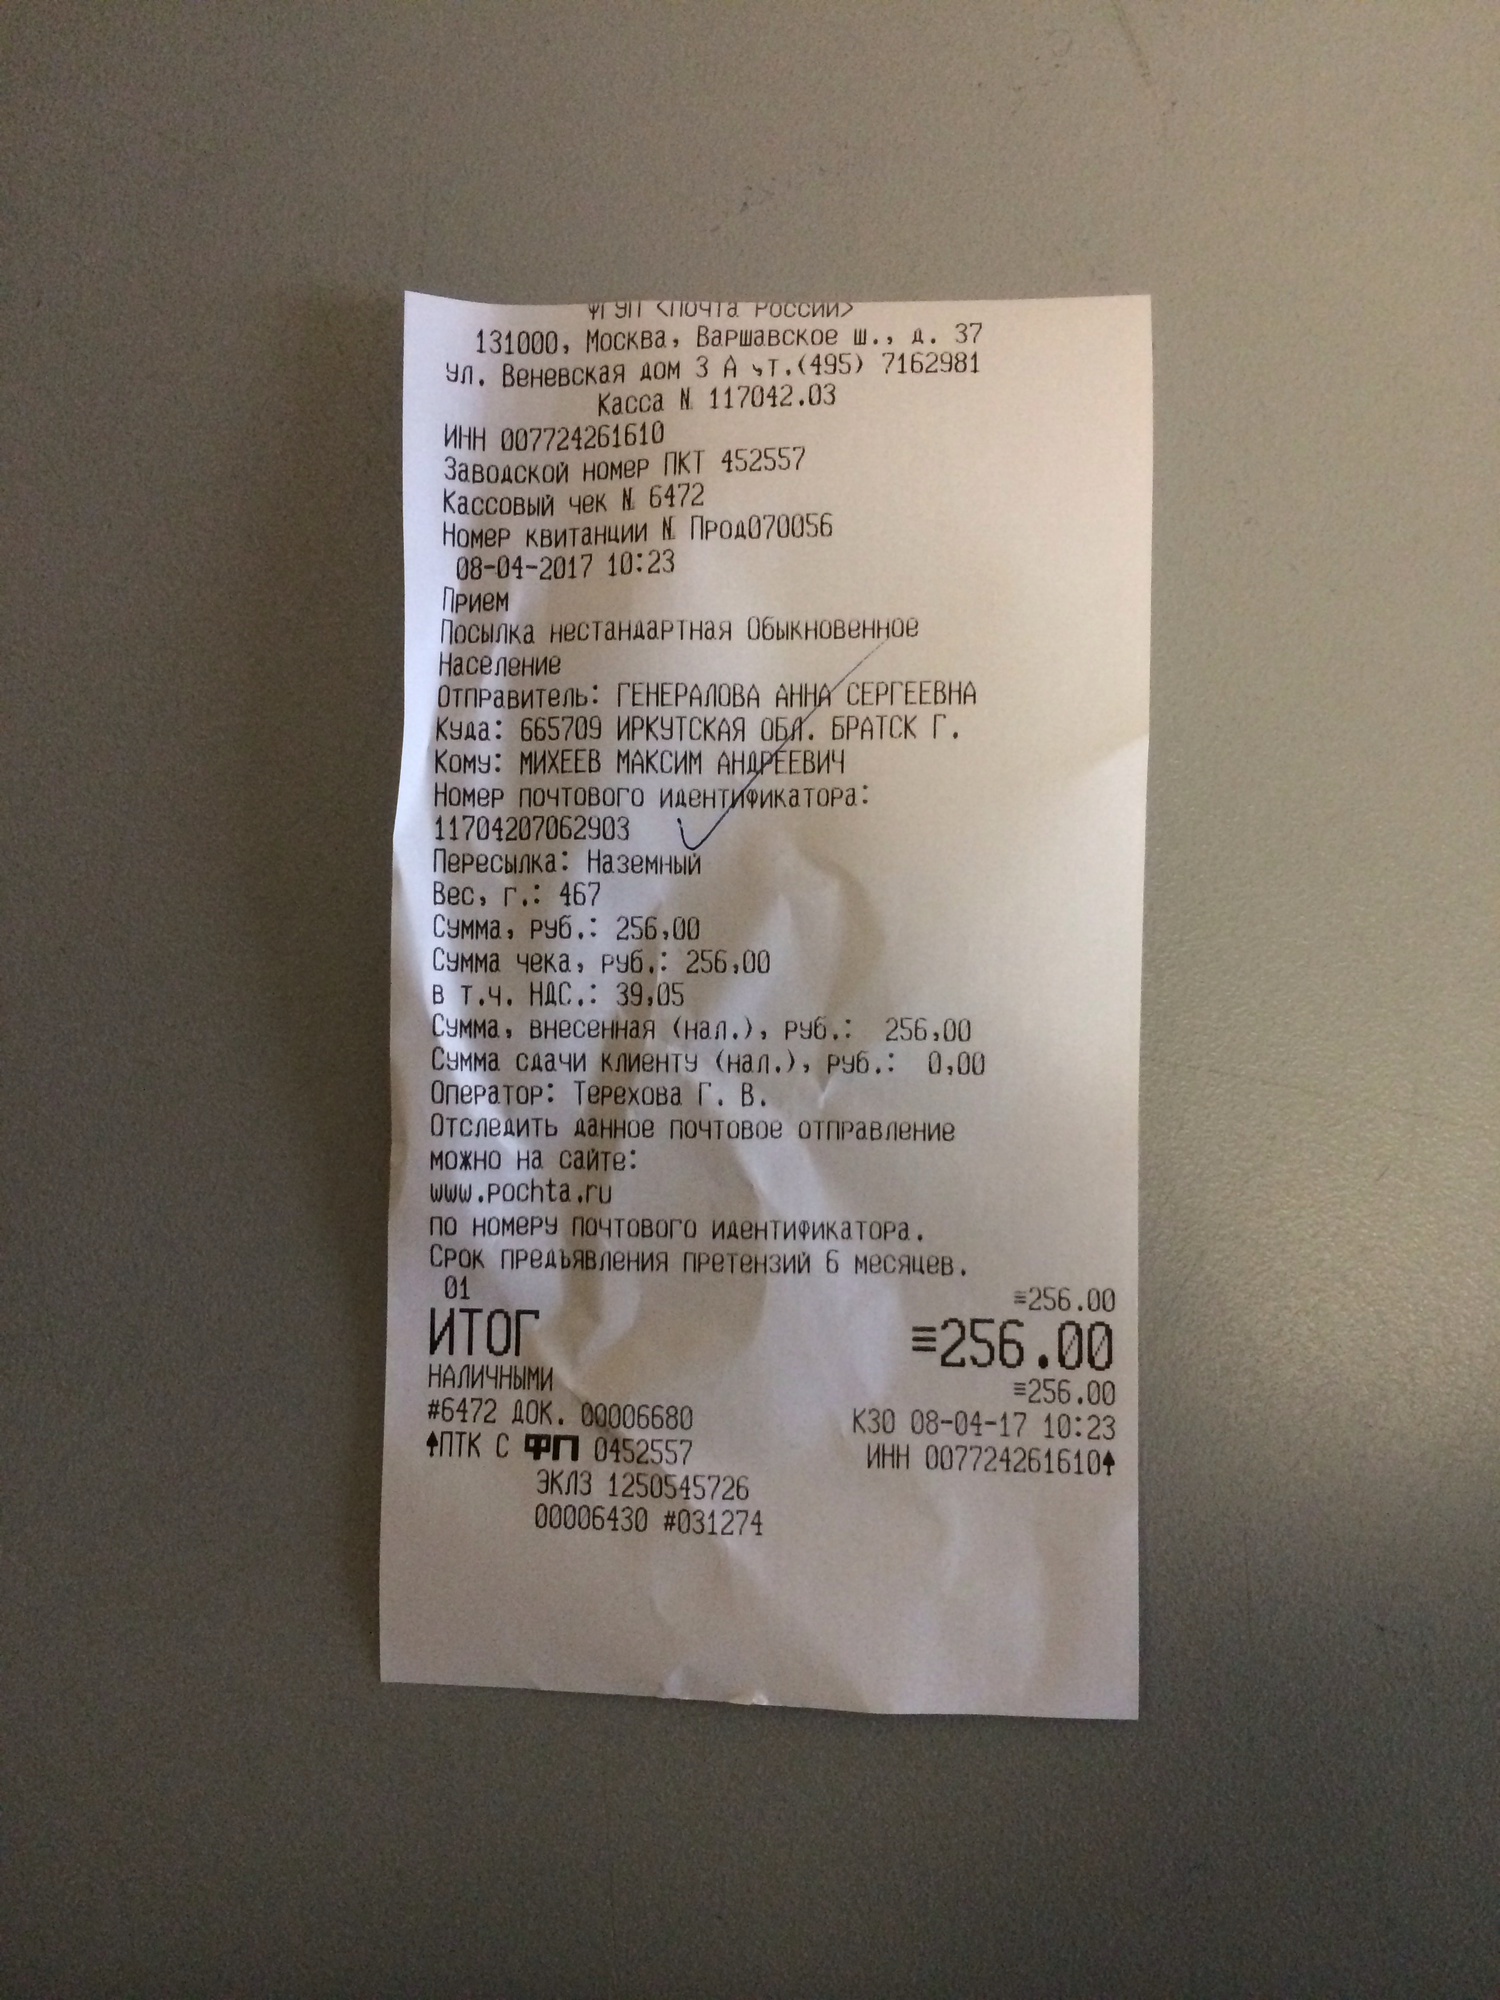 ФГУП <Почта России>
131000, Москва, Варшавское ш., д. 37
Ул. Веневская дом 3 А ,т.(495) 7162981
Касса № 117042.03
ИНН 007724261610
Заводской номер ПКТ 452557
Кассовый чек № 6472
Номер квитанции № Прод070056
08-04-2017 10:23
Прием
Посылка нестандартная Обыкновенное
Население
Отправитель: ГЕНЕРАЛОВА АННА СЕРГЕЕВНА
Куда: 665709 ИРКУТСКАЯ ОБЛ. БРАТСК Г.
Кому: МИХЕЕВ МАКСИМ АНДРЕЕВИЧ
Номер почтового идентификатора:
11704207062903
Пересылка: Наземный
Вес, г.: 467
Сумма, руб.: 256,00
Сумма чека, руб.: 256,00
в т.ч. НДС.: 39,05
Сумма, внесенная (нал.), руб.: 256,00
Сумма сдачи клиенту (нал.), руб.: 0,00
Оператор: Терехова Г. В.
Отследить данное почтовое отправление
можно на сайте:
www.pochta.ru
по номеру почтового идентификатора.
Срок предъявления претензий 6 месяцев.
01 ≡256.00
ИТОГ ≡256.00
НАЛИЧНЫМИ ≡256.00
#6472 ДОК. 00006680 К30 08-04-17 10:23
↑ПТК С ФП 0452557 ИНН 007724261610↑
ЭКЛЗ 1250545726
00006430 #031274